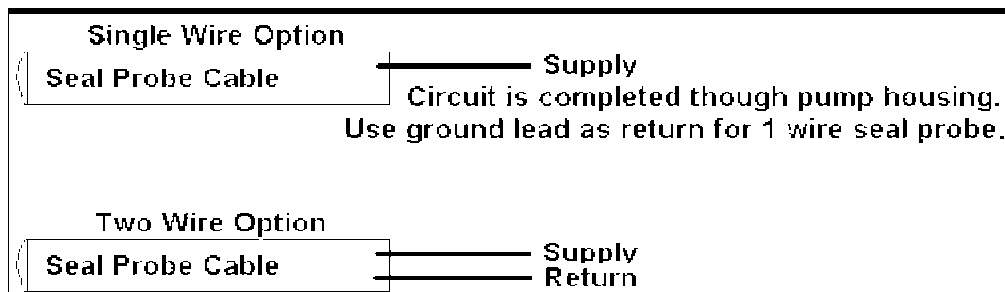 Single Wire Option
Seal Probe Cable
Supply
Circuit is completed though pump housing.
Use ground lead as return for 1 wire seal probe.
Two Wire Option
Seal Probe Cable
Supply
Return